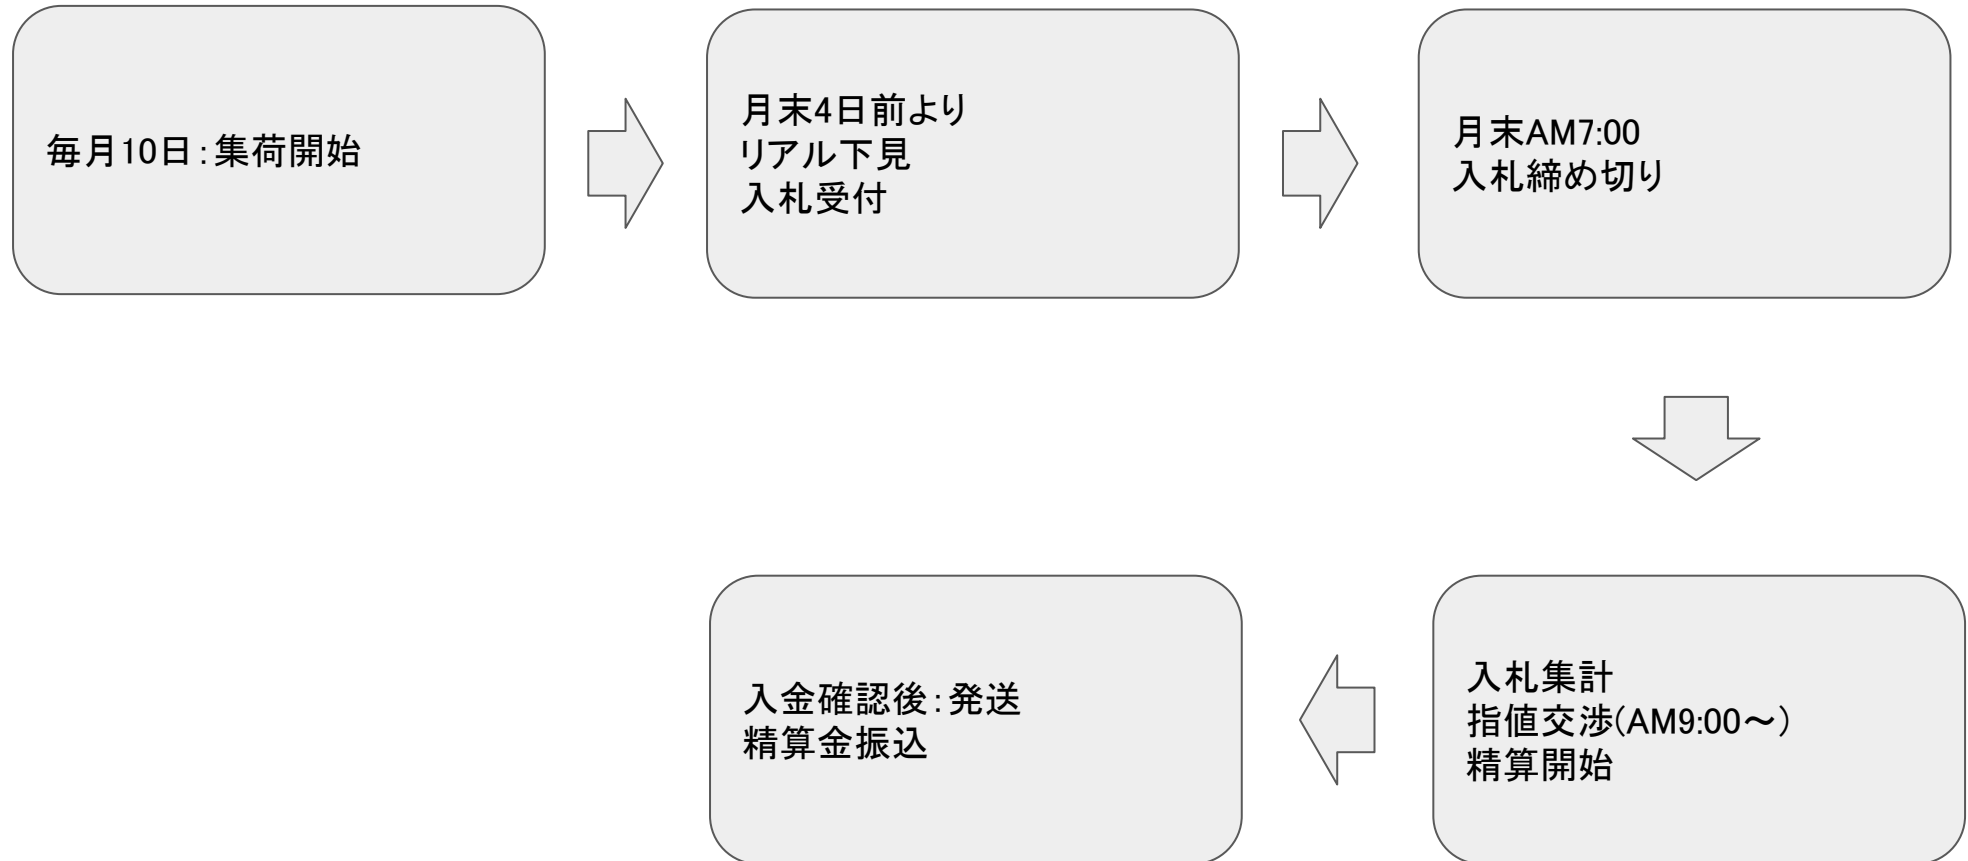 毎月10日：集荷開始
月末4日前より
リアル下見
入札受付
月末AM7:00
入札締め切り
入札集計
指値交渉(AM9:00～)
精算開始
入金確認後：発送
精算金振込